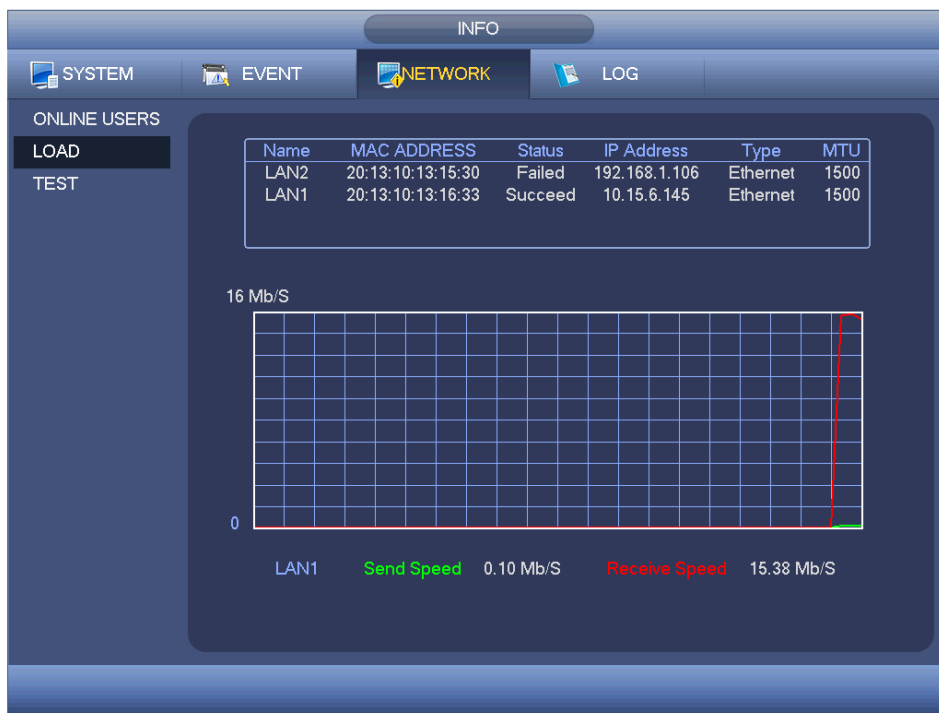 INFO
SYSTEM EVENT NETWORK LOG
ONLINE USERS
LOAD
TEST
Name MAC ADDRESS Status IP Address Type MTU
LAN2 20:13:10:13:15:30 Failed 192.168.1.106 Ethernet 1500
LAN1 20:13:10:13:16:33 Succeed 10.15.6.145 Ethernet 1500
16 Mb/S
0
LAN1 Send Speed 0.10 Mb/S Receive Speed 15.38 Mb/S